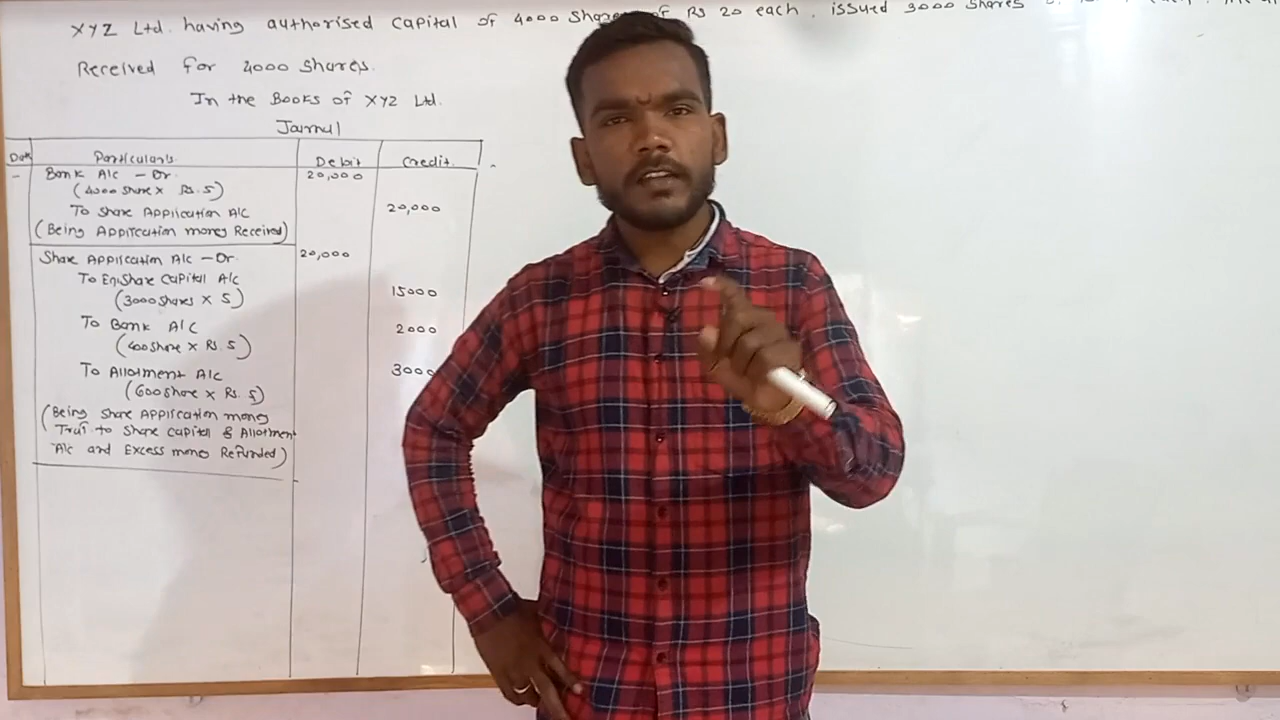 XYZ Ltd. having authorised capital of 4000 Shares of Rs 20 each. issued 3000 Shares
Received for 4000 Shares.
In the Books of XYZ Ltd.
Journal
Date Particulars Debit Credit.
Bank A/c - Dr 20,000
(4000 Share x Rs. 5)
To Share Application A/c 20,000
(Being Application money Received)
Share Application A/c - Dr. 20,000
To Eq. Share Capital A/c
(3000 Shares x 5) 15000
To Bank A/c 2000
(400 Share x Rs. 5)
To Allotment A/c 3000
(600 Share x Rs. 5)
(Being Share Application money
Trns to Share Capital & Allotment
A/c and Excess money Refunded)